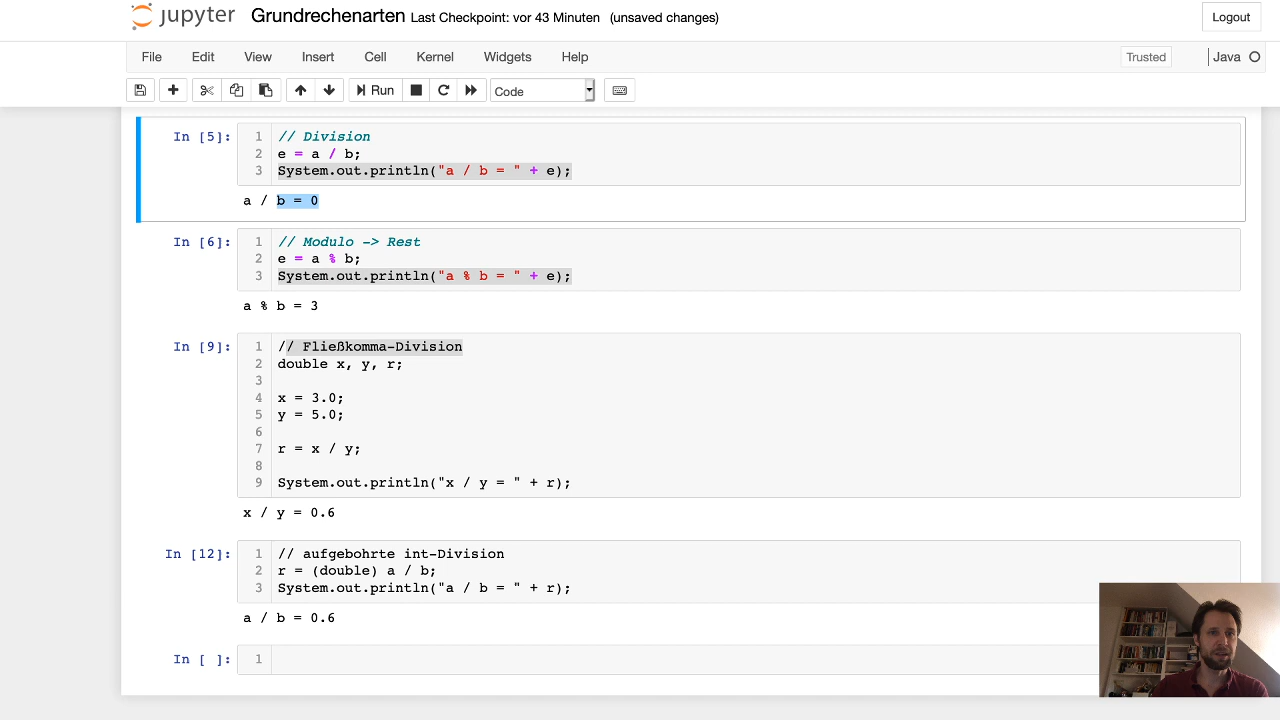 jupyter Grundrechenarten Last Checkpoint: vor 43 Minuten (unsaved changes) Logout
File Edit View Insert Cell Kernel Widgets Help Trusted Java
Run Code
In [5]: 1 // Division
2 e = a / b;
3 System.out.println("a / b = " + e);
a / b = 0
In [6]: 1 // Modulo -> Rest
2 e = a % b;
3 System.out.println("a % b = " + e);
a % b = 3
In [9]: 1 // Fließkomma-Division
2 double x, y, r;
3
4 x = 3.0;
5 y = 5.0;
6
7 r = x / y;
8
9 System.out.println("x / y = " + r);
x / y = 0.6
In [12]: 1 // aufgebohrte int-Division
2 r = (double) a / b;
3 System.out.println("a / b = " + r);
a / b = 0.6
In [ ]: 1